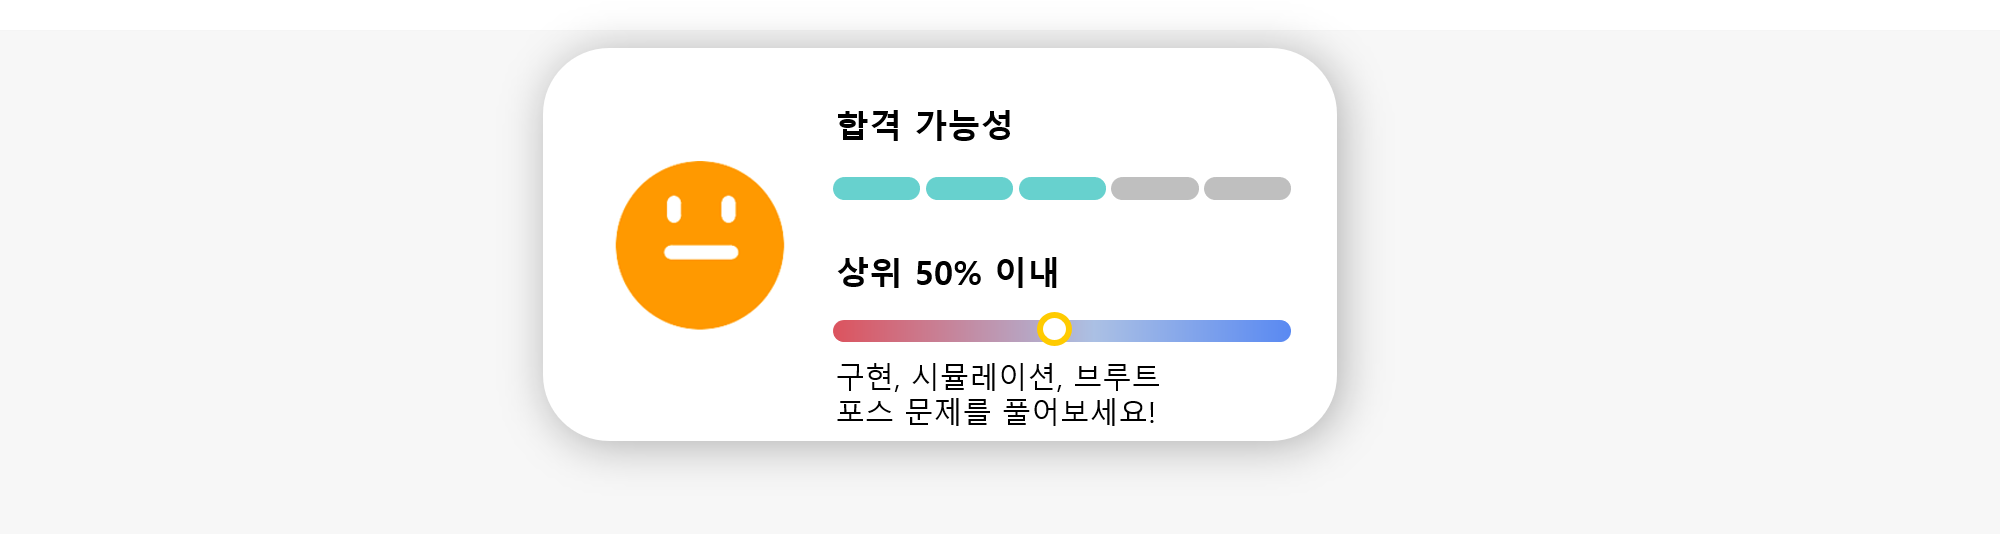 합격 가능성
상위 50% 이내
구현, 시뮬레이션, 브루트
포스 문제를 풀어보세요!